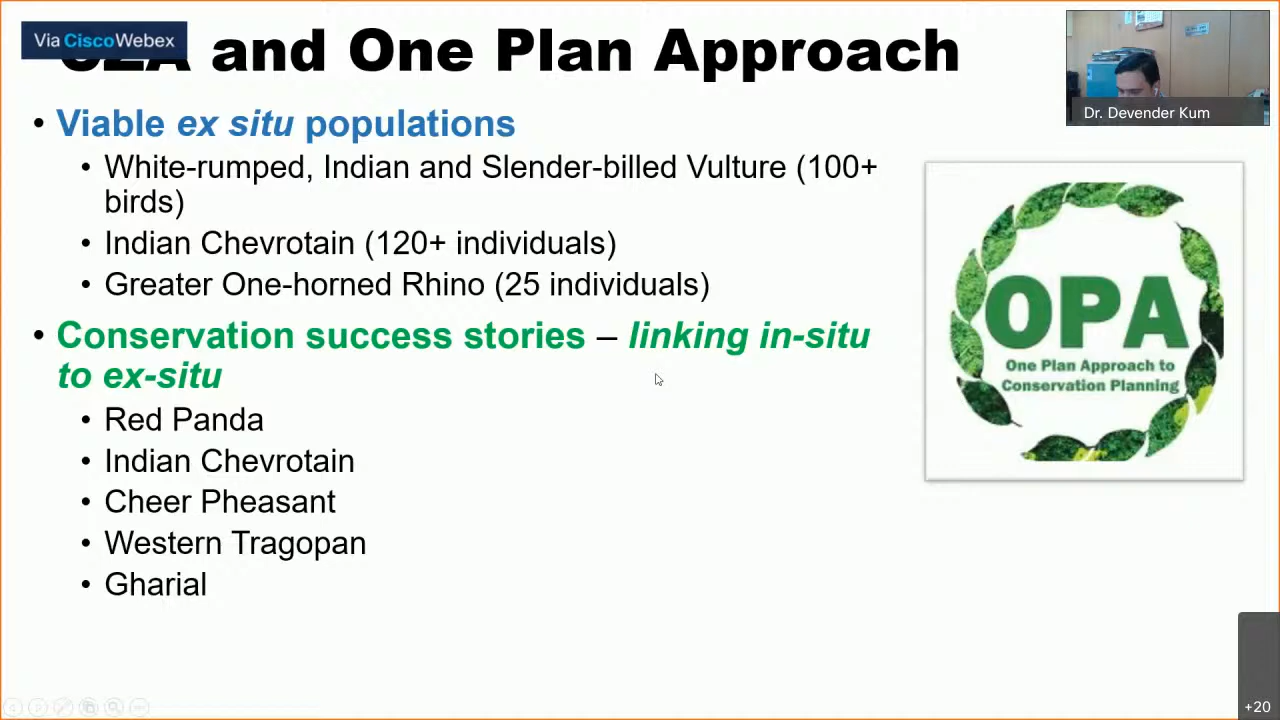 Via CiscoWebex
and One Plan Approach
Dr. Devender Kum
• Viable ex situ populations
• White-rumped, Indian and Slender-billed Vulture (100+
birds)
• Indian Chevrotain (120+ individuals)
• Greater One-horned Rhino (25 individuals)
• Conservation success stories – linking in-situ
to ex-situ
• Red Panda
• Indian Chevrotain
• Cheer Pheasant
• Western Tragopan
• Gharial
OPA
One Plan Approach to
Conservation Planning
+20